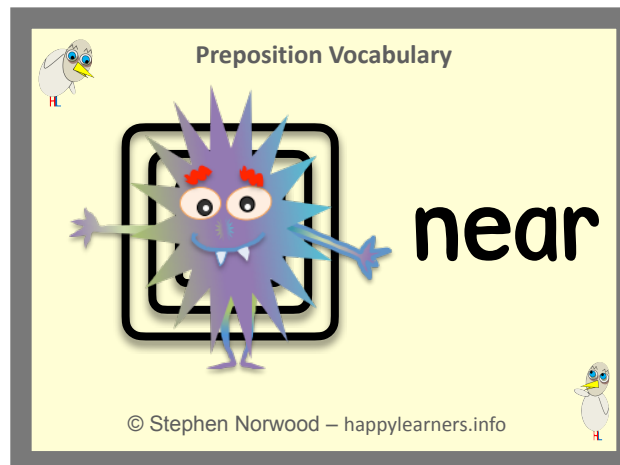 Preposition Vocabulary
HL
near
HL
© Stephen Norwood – happylearners.info